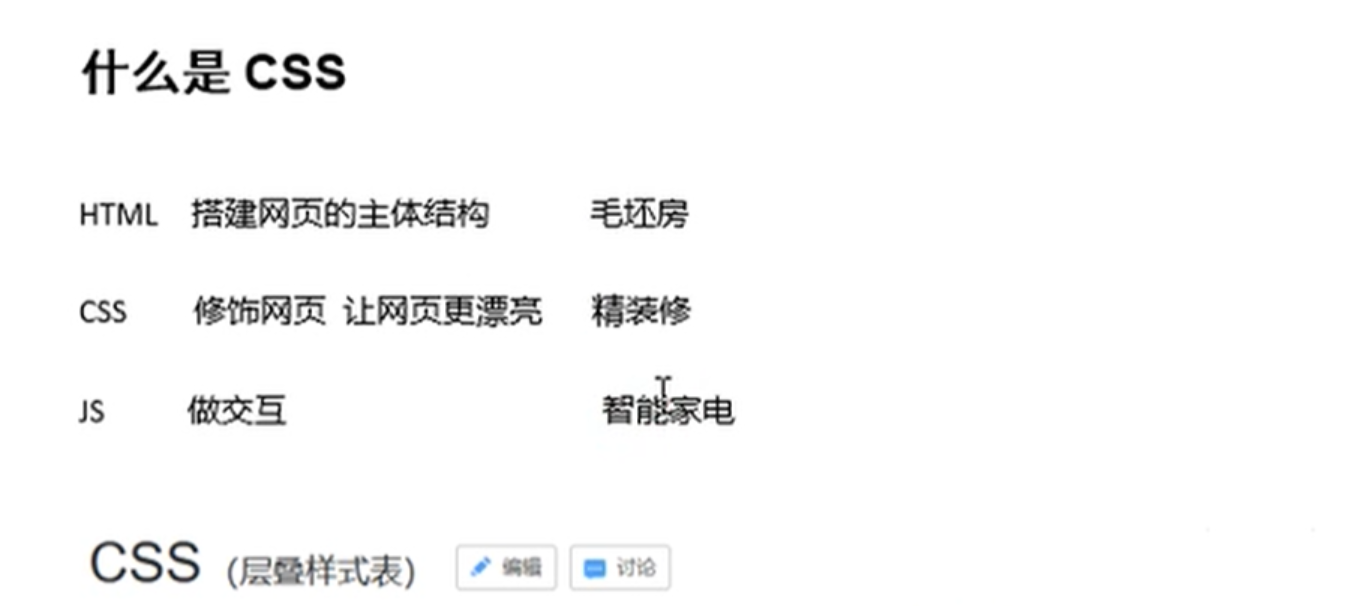 什么是 CSS
HTML 搭建网页的主体结构 毛坯房
CSS 修饰网页 让网页更漂亮 精装修
JS 做交互 智能家电
CSS (层叠样式表) 编辑 讨论